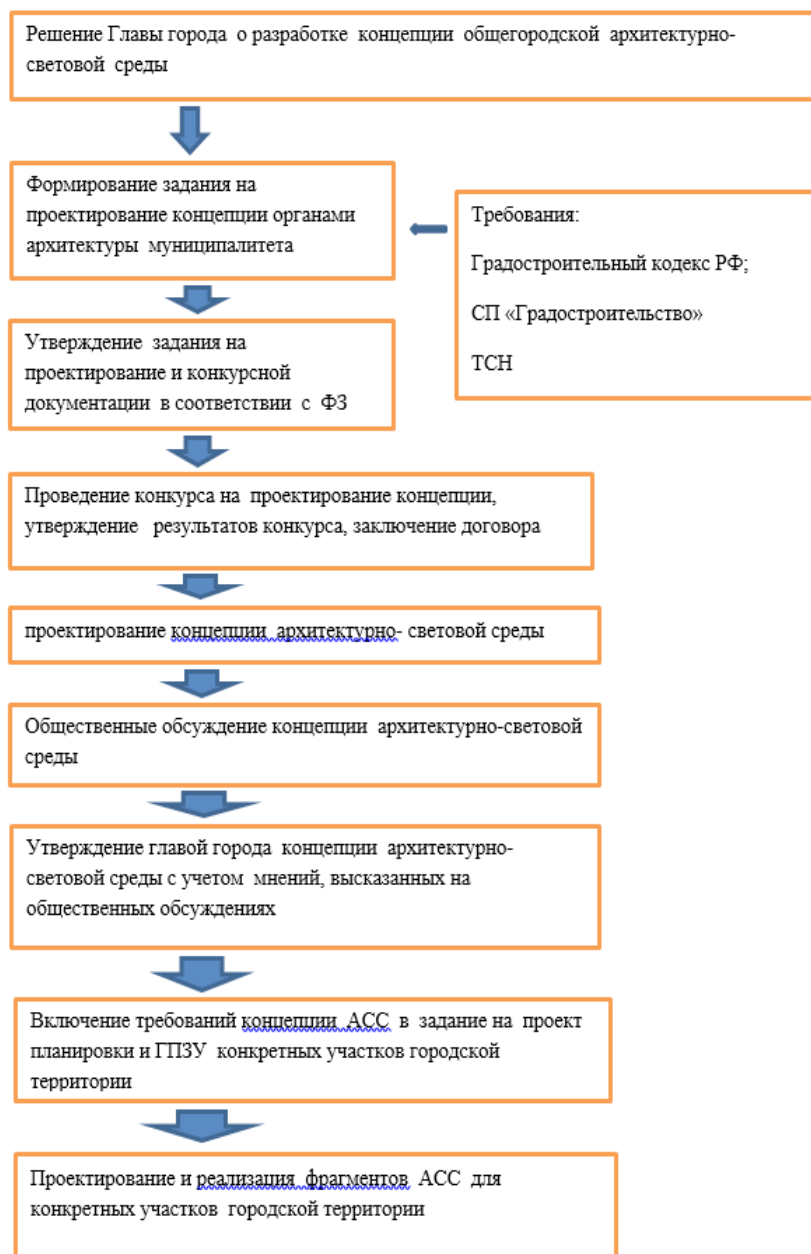 Решение Главы города о разработке концепции общегородской архитектурно-
световой среды
Формирование задания на
проектирование концепции органами
архитектуры муниципалитета
Требования:
Градостроительный кодекс РФ;
СП «Градостроительство»
ТСН
Утверждение задания на
проектирование и конкурсной
документации в соответствии с ФЗ
Проведение конкурса на проектирование концепции,
утверждение результатов конкурса, заключение договора
проектирование концепции архитектурно- световой среды
Общественные обсуждение концепции архитектурно-световой
среды
Утверждение главой города концепции архитектурно-
световой среды с учетом мнений, высказанных на
общественных обсуждениях
Включение требований концепции АСС в задание на проект
планировки и ГПЗУ конкретных участков городской
территории
Проектирование и реализация фрагментов АСС для
конкретных участков городской территории